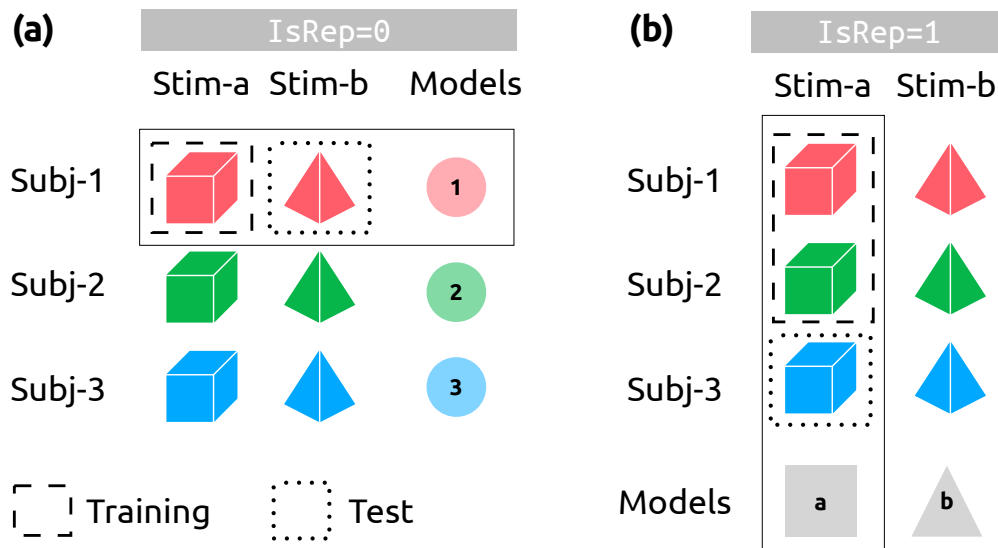 (a)
IsRep=0
Stim-a Stim-b Models
Subj-1 1
Subj-2 2
Subj-3 3
Training Test
(b)
IsRep=1
Stim-a Stim-b
Subj-1
Subj-2
Subj-3
Models a b